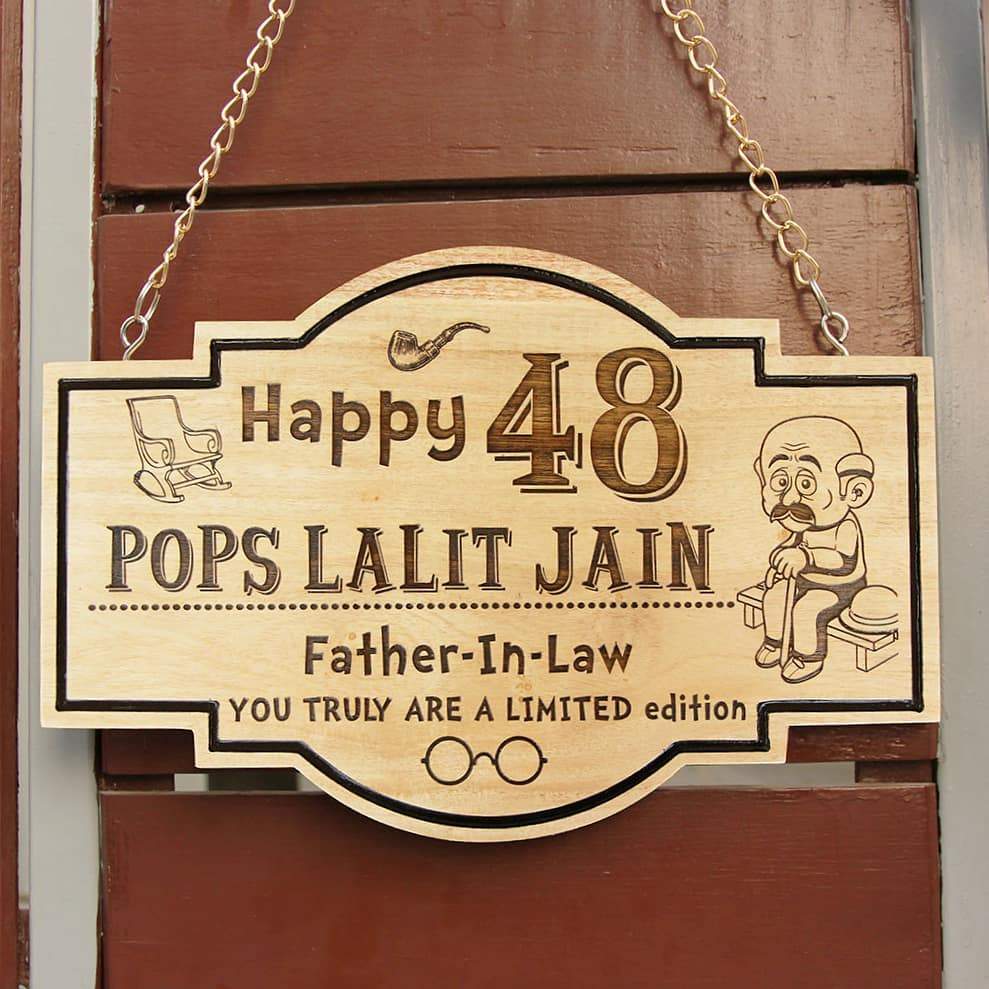 Happy 48
POPS LALIT JAIN
Father-In-Law
YOU TRULY ARE A LIMITED edition